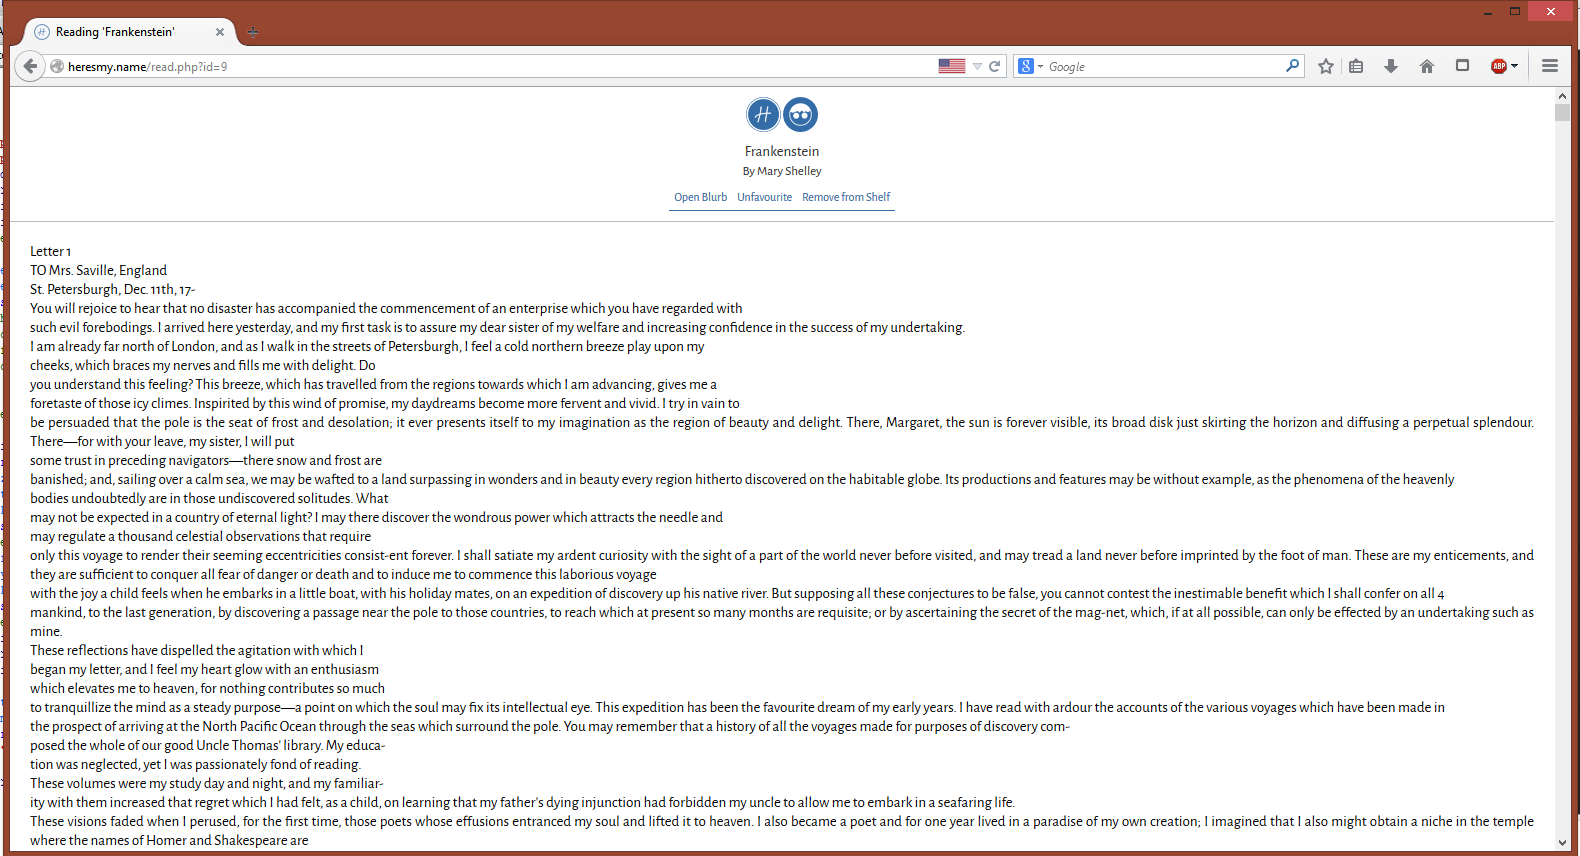 Reading 'Frankenstein'
heresmy.name/read.php?id=9
Google
ABP
Frankenstein
By Mary Shelley
Open Blurb Unfavourite Remove from Shelf
Letter 1
TO Mrs. Saville, England
St. Petersburgh, Dec. 11th, 17-
You will rejoice to hear that no disaster has accompanied the commencement of an enterprise which you have regarded with
such evil forebodings. I arrived here yesterday, and my first task is to assure my dear sister of my welfare and increasing confidence in the success of my undertaking.
I am already far north of London, and as I walk in the streets of Petersburgh, I feel a cold northern breeze play upon my
cheeks, which braces my nerves and fills me with delight. Do
you understand this feeling? This breeze, which has travelled from the regions towards which I am advancing, gives me a
foretaste of those icy climes. Inspirited by this wind of promise, my daydreams become more fervent and vivid. I try in vain to
be persuaded that the pole is the seat of frost and desolation; it ever presents itself to my imagination as the region of beauty and delight. There, Margaret, the sun is forever visible, its broad disk just skirting the horizon and diffusing a perpetual splendour.
There—for with your leave, my sister, I will put
some trust in preceding navigators—there snow and frost are
banished; and, sailing over a calm sea, we may be wafted to a land surpassing in wonders and in beauty every region hitherto discovered on the habitable globe. Its productions and features may be without example, as the phenomena of the heavenly
bodies undoubtedly are in those undiscovered solitudes. What
may not be expected in a country of eternal light? I may there discover the wondrous power which attracts the needle and
may regulate a thousand celestial observations that require
only this voyage to render their seeming eccentricities consist-ent forever. I shall satiate my ardent curiosity with the sight of a part of the world never before visited, and may tread a land never before imprinted by the foot of man. These are my enticements, and
they are sufficient to conquer all fear of danger or death and to induce me to commence this laborious voyage
with the joy a child feels when he embarks in a little boat, with his holiday mates, on an expedition of discovery up his native river. But supposing all these conjectures to be false, you cannot contest the inestimable benefit which I shall confer on all 4
mankind, to the last generation, by discovering a passage near the pole to those countries, to reach which at present so many months are requisite; or by ascertaining the secret of the mag-net, which, if at all possible, can only be effected by an undertaking such as
mine.
These reflections have dispelled the agitation with which I
began my letter, and I feel my heart glow with an enthusiasm
which elevates me to heaven, for nothing contributes so much
to tranquillize the mind as a steady purpose—a point on which the soul may fix its intellectual eye. This expedition has been the favourite dream of my early years. I have read with ardour the accounts of the various voyages which have been made in
the prospect of arriving at the North Pacific Ocean through the seas which surround the pole. You may remember that a history of all the voyages made for purposes of discovery com-
posed the whole of our good Uncle Thomas' library. My educa-
tion was neglected, yet I was passionately fond of reading.
These volumes were my study day and night, and my familiar-
ity with them increased that regret which I had felt, as a child, on learning that my father's dying injunction had forbidden my uncle to allow me to embark in a seafaring life.
These visions faded when I perused, for the first time, those poets whose effusions entranced my soul and lifted it to heaven. I also became a poet and for one year lived in a paradise of my own creation; I imagined that I also might obtain a niche in the temple
where the names of Homer and Shakespeare are